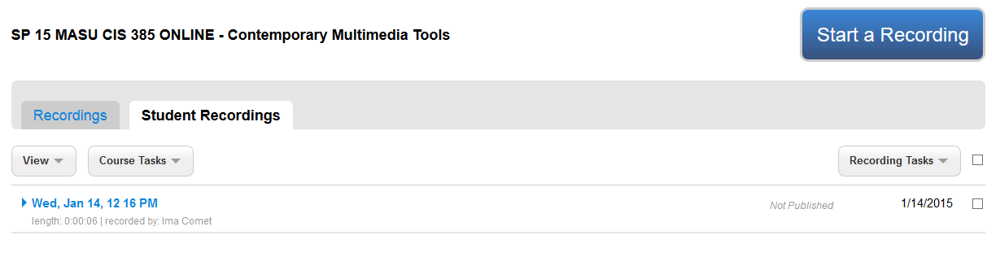 SP 15 MASU CIS 385 ONLINE - Contemporary Multimedia Tools
Start a Recording
Recordings
Student Recordings
View
Course Tasks
Recording Tasks
Wed, Jan 14, 12 16 PM
Not Published
1/14/2015
length: 0:00:06 | recorded by: Ima Comet